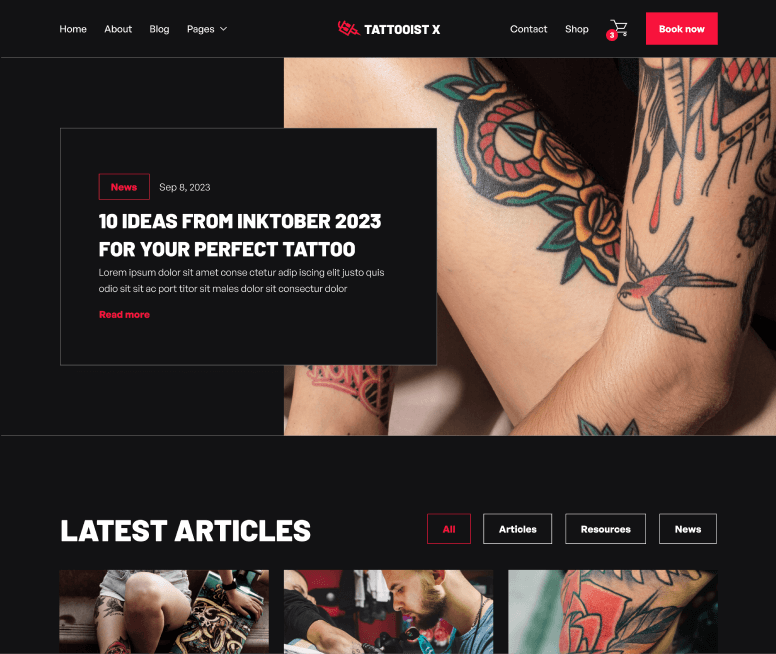 Home About Blog Pages TATTOOIST X Contact Shop 3 Book now
News Sep 8, 2023
10 IDEAS FROM INKTOBER 2023
FOR YOUR PERFECT TATTOO
Lorem ipsum dolor sit amet conse ctetur adip Iscing elit justo quis
odio sit sit ac port titor sit males dolor sit consectur dolor
Read more
LATEST ARTICLES All Articles Resources News